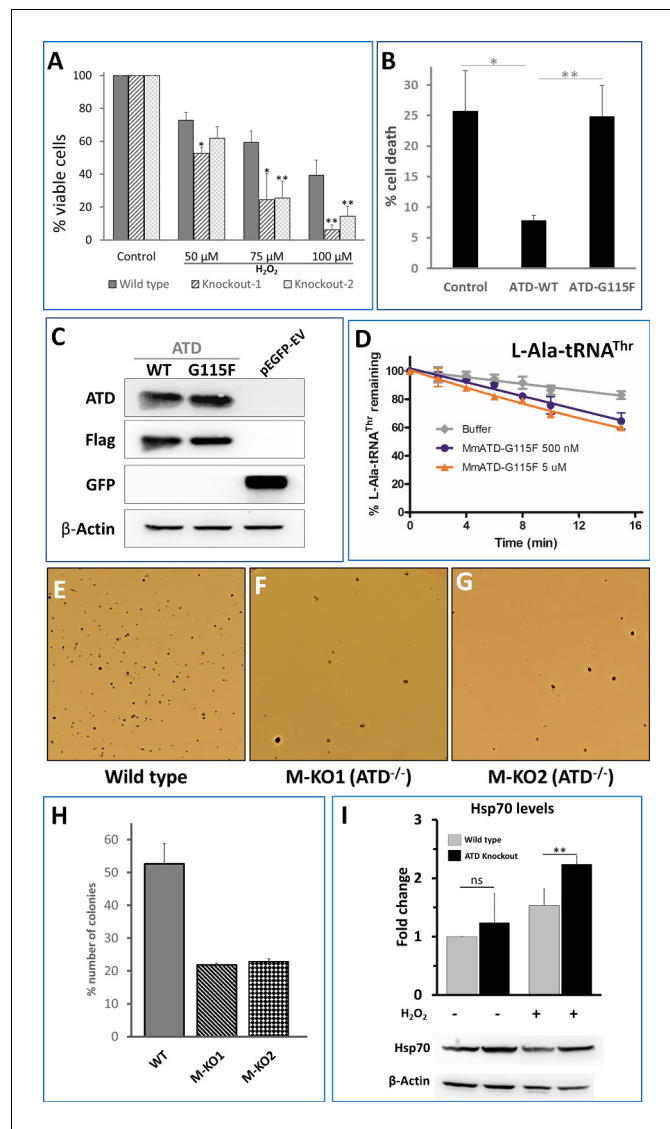 A
% viable cells
100
80
60
40
20
0
Control
50 µM
75 µM
100 µM
H₂O₂
Wild type
Knockout-1
Knockout-2
*
*
**
**
**
B
% cell death
30
25
20
15
10
5
0
*
**
Control
ATD-WT
ATD-G115F
C
ATD
WT
G115F
pEGFP-EV
ATD
Flag
GFP
β-Actin
D
L-Ala-tRNAThr
% L-Ala-tRNAThr remaining
100
80
60
40
20
0
Buffer
MmATD-G115F 500 nM
MmATD-G115F 5 uM
0
4
8
12
16
Time (min)
E
F
G
Wild type
M-KO1 (ATD-/-)
M-KO2 (ATD-/-)
H
% number of colonies
60
50
40
30
20
10
0
WT
M-KO1
M-KO2
I
Hsp70 levels
Fold change
3
2
2
1
1
0
Wild type
ATD Knockout
ns
**
H₂O₂
-
-
+
+
Hsp70
β-Actin